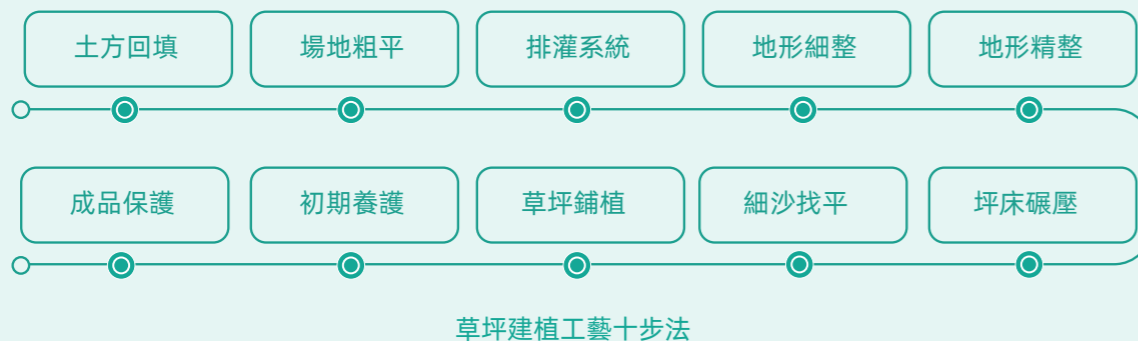 土方回填
場地粗平
排灌系統
地形細整
地形精整
坪床碾壓
細沙找平
草坪鋪植
初期養護
成品保護
草坪建植工藝十步法